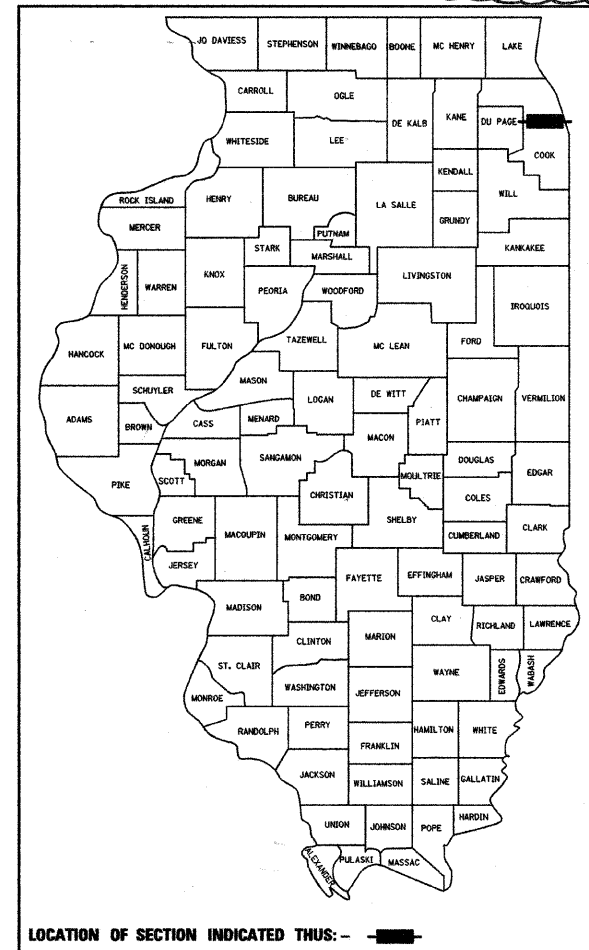 JO DAVIESS STEPHENSON WINNEBAGO BOONE MC HENRY LAKE
CARROLL OGLE
DE KALB KANE DU PAGE
COOK
WHITESIDE LEE
KENDALL WILL
ROCK ISLAND HENRY BUREAU LA SALLE
GRUNDY
MERCER PUTNAM
STARK MARSHALL KANKAKEE
HENDERSON WARREN KNOX PEORIA WOODFORD LIVINGSTON
IROQUOIS
TAZEWELL FORD
HANCOCK MC DONOUGH FULTON MC LEAN
MASON
SCHUYLER LOGAN DE WITT CHAMPAIGN VERMILION
ADAMS BROWN CASS MENARD MACON PIATT
MORGAN SANGAMON DOUGLAS
PIKE SCOTT CHRISTIAN MOULTRIE EDGAR
COLES
GREENE MACOUPIN SHELBY
CALHOUN MONTGOMERY CUMBERLAND CLARK
JERSEY FAYETTE EFFINGHAM JASPER CRAWFORD
MADISON BOND
CLAY RICHLAND LAWRENCE
CLINTON MARION
ST. CLAIR WAYNE EDWARDS WABASH
WASHINGTON JEFFERSON
MONROE
RANDOLPH PERRY HAMILTON WHITE
FRANKLIN
JACKSON WILLIAMSON SALINE GALLATIN
UNION JOHNSON POPE HARDIN
ALEXANDER PULASKI MASSAC
LOCATION OF SECTION INDICATED THUS: -